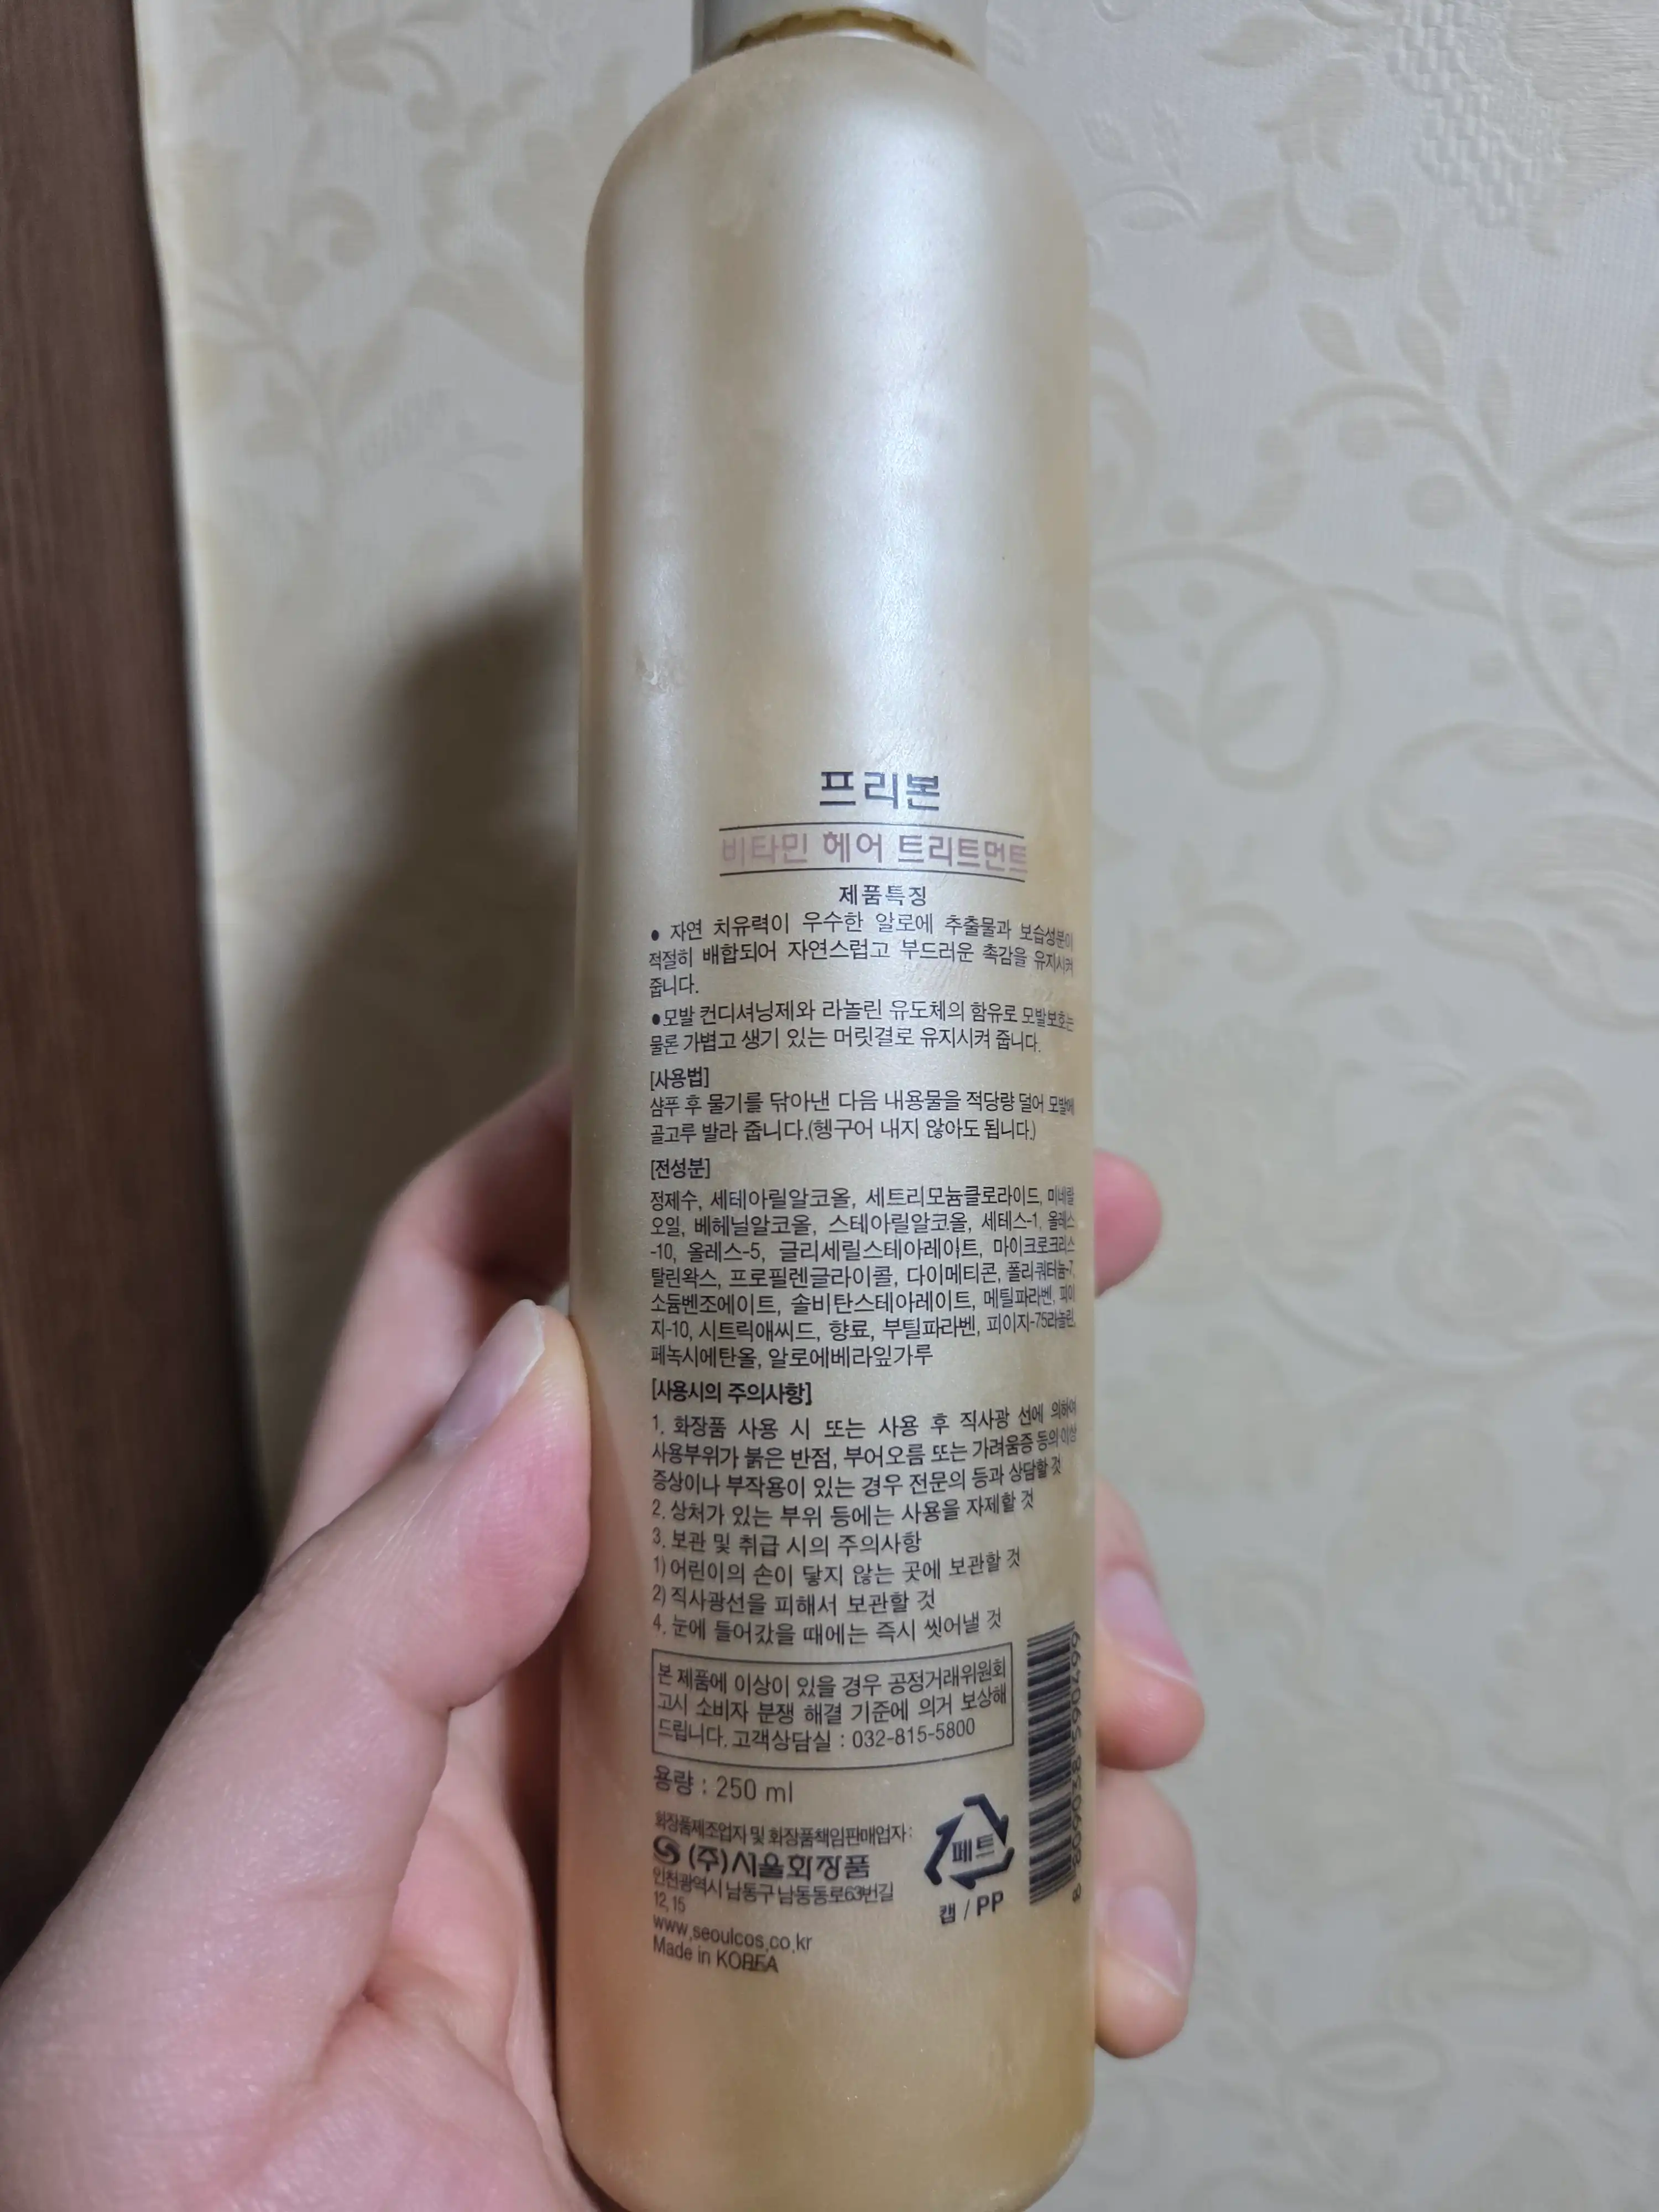 프리본
비타민 헤어 트리트먼트
제품특징
● 자연 치유력이 우수한 알로에 추출물과 보습성분이
적절히 배합되어 자연스럽고 부드러운 촉감을 유지시켜
줍니다.
●모발 컨디셔닝제와 라놀린 유도체의 함유로 모발보호는
물론 가볍고 생기 있는 머릿결로 유지시켜 줍니다.
[사용법]
샴푸 후 물기를 닦아낸 다음 내용물을 적당량 덜어 모발에
골고루 발라 줍니다.(헹구어 내지 않아도 됩니다.)
[전성분]
정제수, 세테아릴알코올, 세트리모늄클로라이드, 미네랄
오일, 베헤닐알코올, 스테아릴알코올, 세테스-1, 올레스
-10, 올레스-5, 글리세릴스테아레이트, 마이크로크리스
탈린왁스, 프로필렌글라이콜, 다이메티콘, 폴리쿼터늄-7,
소듐벤조에이트, 솔비탄스테아레이트, 메틸파라벤, 피이
지-10, 시트릭애씨드, 향료, 부틸파라벤, 피이지-75라놀린,
페녹시에탄올, 알로에베라잎가루
[사용시의 주의사항]
1. 화장품 사용 시 또는 사용 후 직사광 선에 의하여
사용부위가 붉은 반점, 부어오름 또는 가려움증 등의 이상
증상이나 부작용이 있는 경우 전문의 등과 상담할 것
2. 상처가 있는 부위 등에는 사용을 자제할 것
3. 보관 및 취급 시의 주의사항
1) 어린이의 손이 닿지 않는 곳에 보관할 것
2) 직사광선을 피해서 보관할 것
4. 눈에 들어갔을 때에는 즉시 씻어낼 것
본 제품에 이상이 있을 경우 공정거래위원회
고시 소비자 분쟁 해결 기준에 의거 보상해
드립니다. 고객상담실 : 032-815-5800
용량 : 250 ml
화장품제조업자 및 화장품책임판매업자 :
(주)서울화장품
인천광역시 남동구 남동동로63번길
12, 15
www.seoulcos.co.kr
Made in KOREA
페트
캡 / PP
8 809038 590499